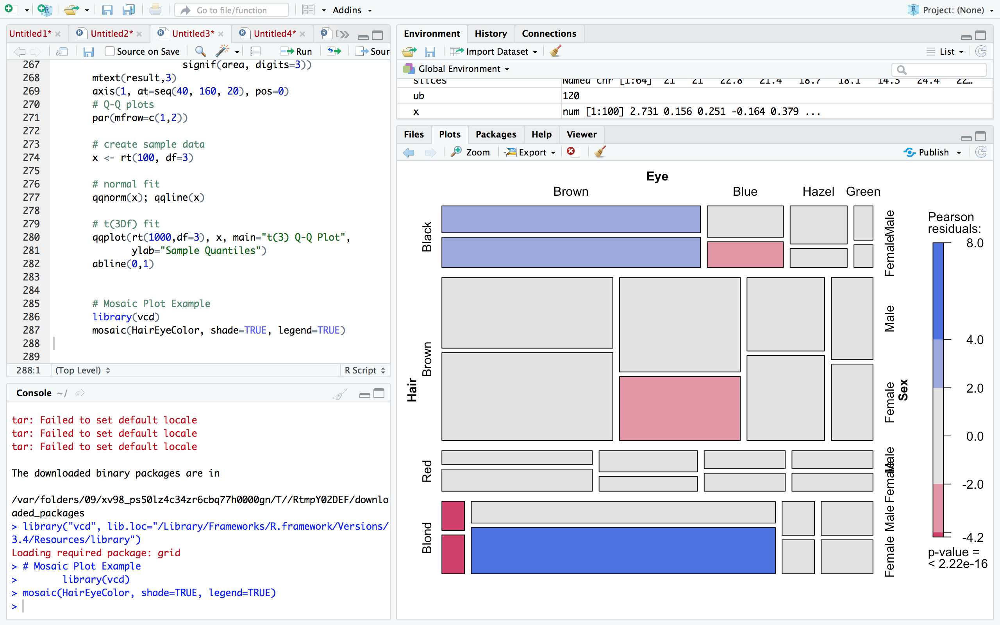 Go to file/function
Addins
Project: (None)
Untitled1*
Untitled2*
Untitled3*
Untitled4*
Source on Save
Run
Sour
267 signif(area, digits=3))
268 mtext(result,3)
269 axis(1, at=seq(40, 160, 20), pos=0)
270 # Q-Q plots
271 par(mfrow=c(1,2))
272
273 # create sample data
274 x <- rt(100, df=3)
275
276 # normal fit
277 qqnorm(x); qqline(x)
278
279 # t(3Df) fit
280 qqplot(rt(1000,df=3), x, main="t(3) Q-Q Plot",
281 ylab="Sample Quantiles")
282 abline(0,1)
283
284
285 # Mosaic Plot Example
286 library(vcd)
287 mosaic(HairEyeColor, shade=TRUE, legend=TRUE)
288
289
288:1 (Top Level) R Script
Console ~/
tar: Failed to set default locale
tar: Failed to set default locale
tar: Failed to set default locale
The downloaded binary packages are in
/var/folders/09/xv98_ps50lz4c34zr6cbq77h0000gn/T//RtmpY02DEF/downlo
aded_packages
> library("vcd", lib.loc="/Library/Frameworks/R.framework/Versions/
3.4/Resources/library")
Loading required package: grid
> # Mosaic Plot Example
> library(vcd)
> mosaic(HairEyeColor, shade=TRUE, legend=TRUE)
>
Environment History Connections
Import Dataset
List
Global Environment
slices Named chr [1:64] 21 21 22.8 21.4 18.7 18.1 14.3 24.4 22…
ub 120
x num [1:100] 2.731 0.156 0.251 -0.164 0.379 ...
Files Plots Packages Help Viewer
Zoom Export Publish
Eye
Brown Blue Hazel Green
Hair
Black
Brown
Red
Blond
Male
Female
Male
Female
Male
Female
Male
Female
Sex
Pearson
residuals:
8.0
4.0
2.0
0.0
-2.0
-4.2
p-value =
< 2.22e-16